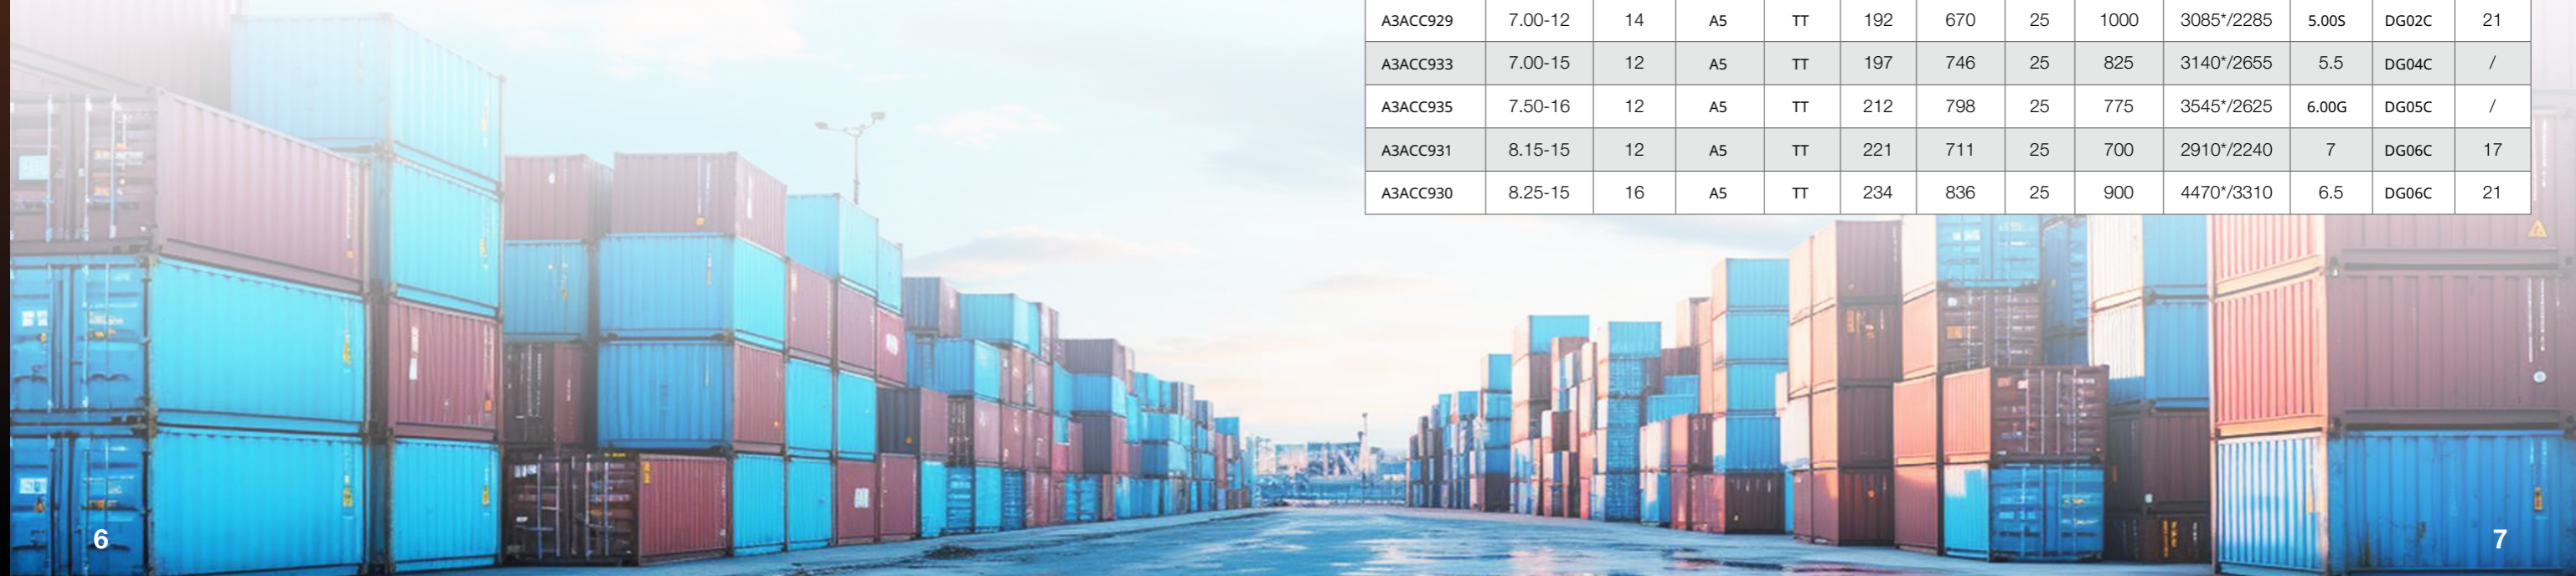 A3ACC929 7.00-12 14 A5 TT 192 670 25 1000 3085*/2285 5.00S DG02C 21
A3ACC933 7.00-15 12 A5 TT 197 746 25 825 3140*/2655 5.5 DG04C /
A3ACC935 7.50-16 12 A5 TT 212 798 25 775 3545*/2625 6.00G DG05C /
A3ACC931 8.15-15 12 A5 TT 221 711 25 700 2910*/2240 7 DG06C 17
A3ACC930 8.25-15 16 A5 TT 234 836 25 900 4470*/3310 6.5 DG06C 21
6
7